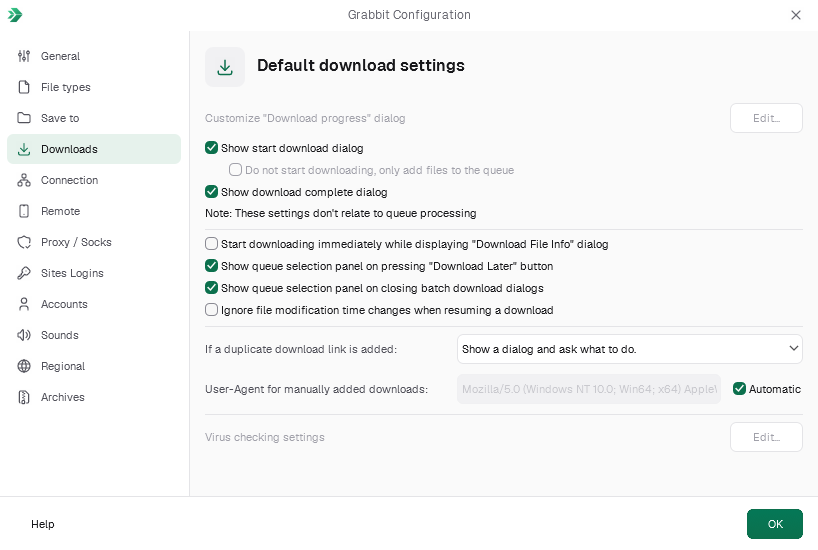 Grabbit Configuration
General
File types
Save to
Downloads
Connection
Remote
Proxy / Socks
Sites Logins
Accounts
Sounds
Regional
Archives
Default download settings
Customize "Download progress" dialog
Edit...
Show start download dialog
Do not start downloading, only add files to the queue
Show download complete dialog
Note: These settings don't relate to queue processing
Start downloading immediately while displaying "Download File Info" dialog
Show queue selection panel on pressing "Download Later" button
Show queue selection panel on closing batch download dialogs
Ignore file modification time changes when resuming a download
If a duplicate download link is added:
Show a dialog and ask what to do.
User-Agent for manually added downloads:
Mozilla/5.0 (Windows NT 10.0; Win64; x64) Apple
Automatic
Virus checking settings
Edit...
Help
OK